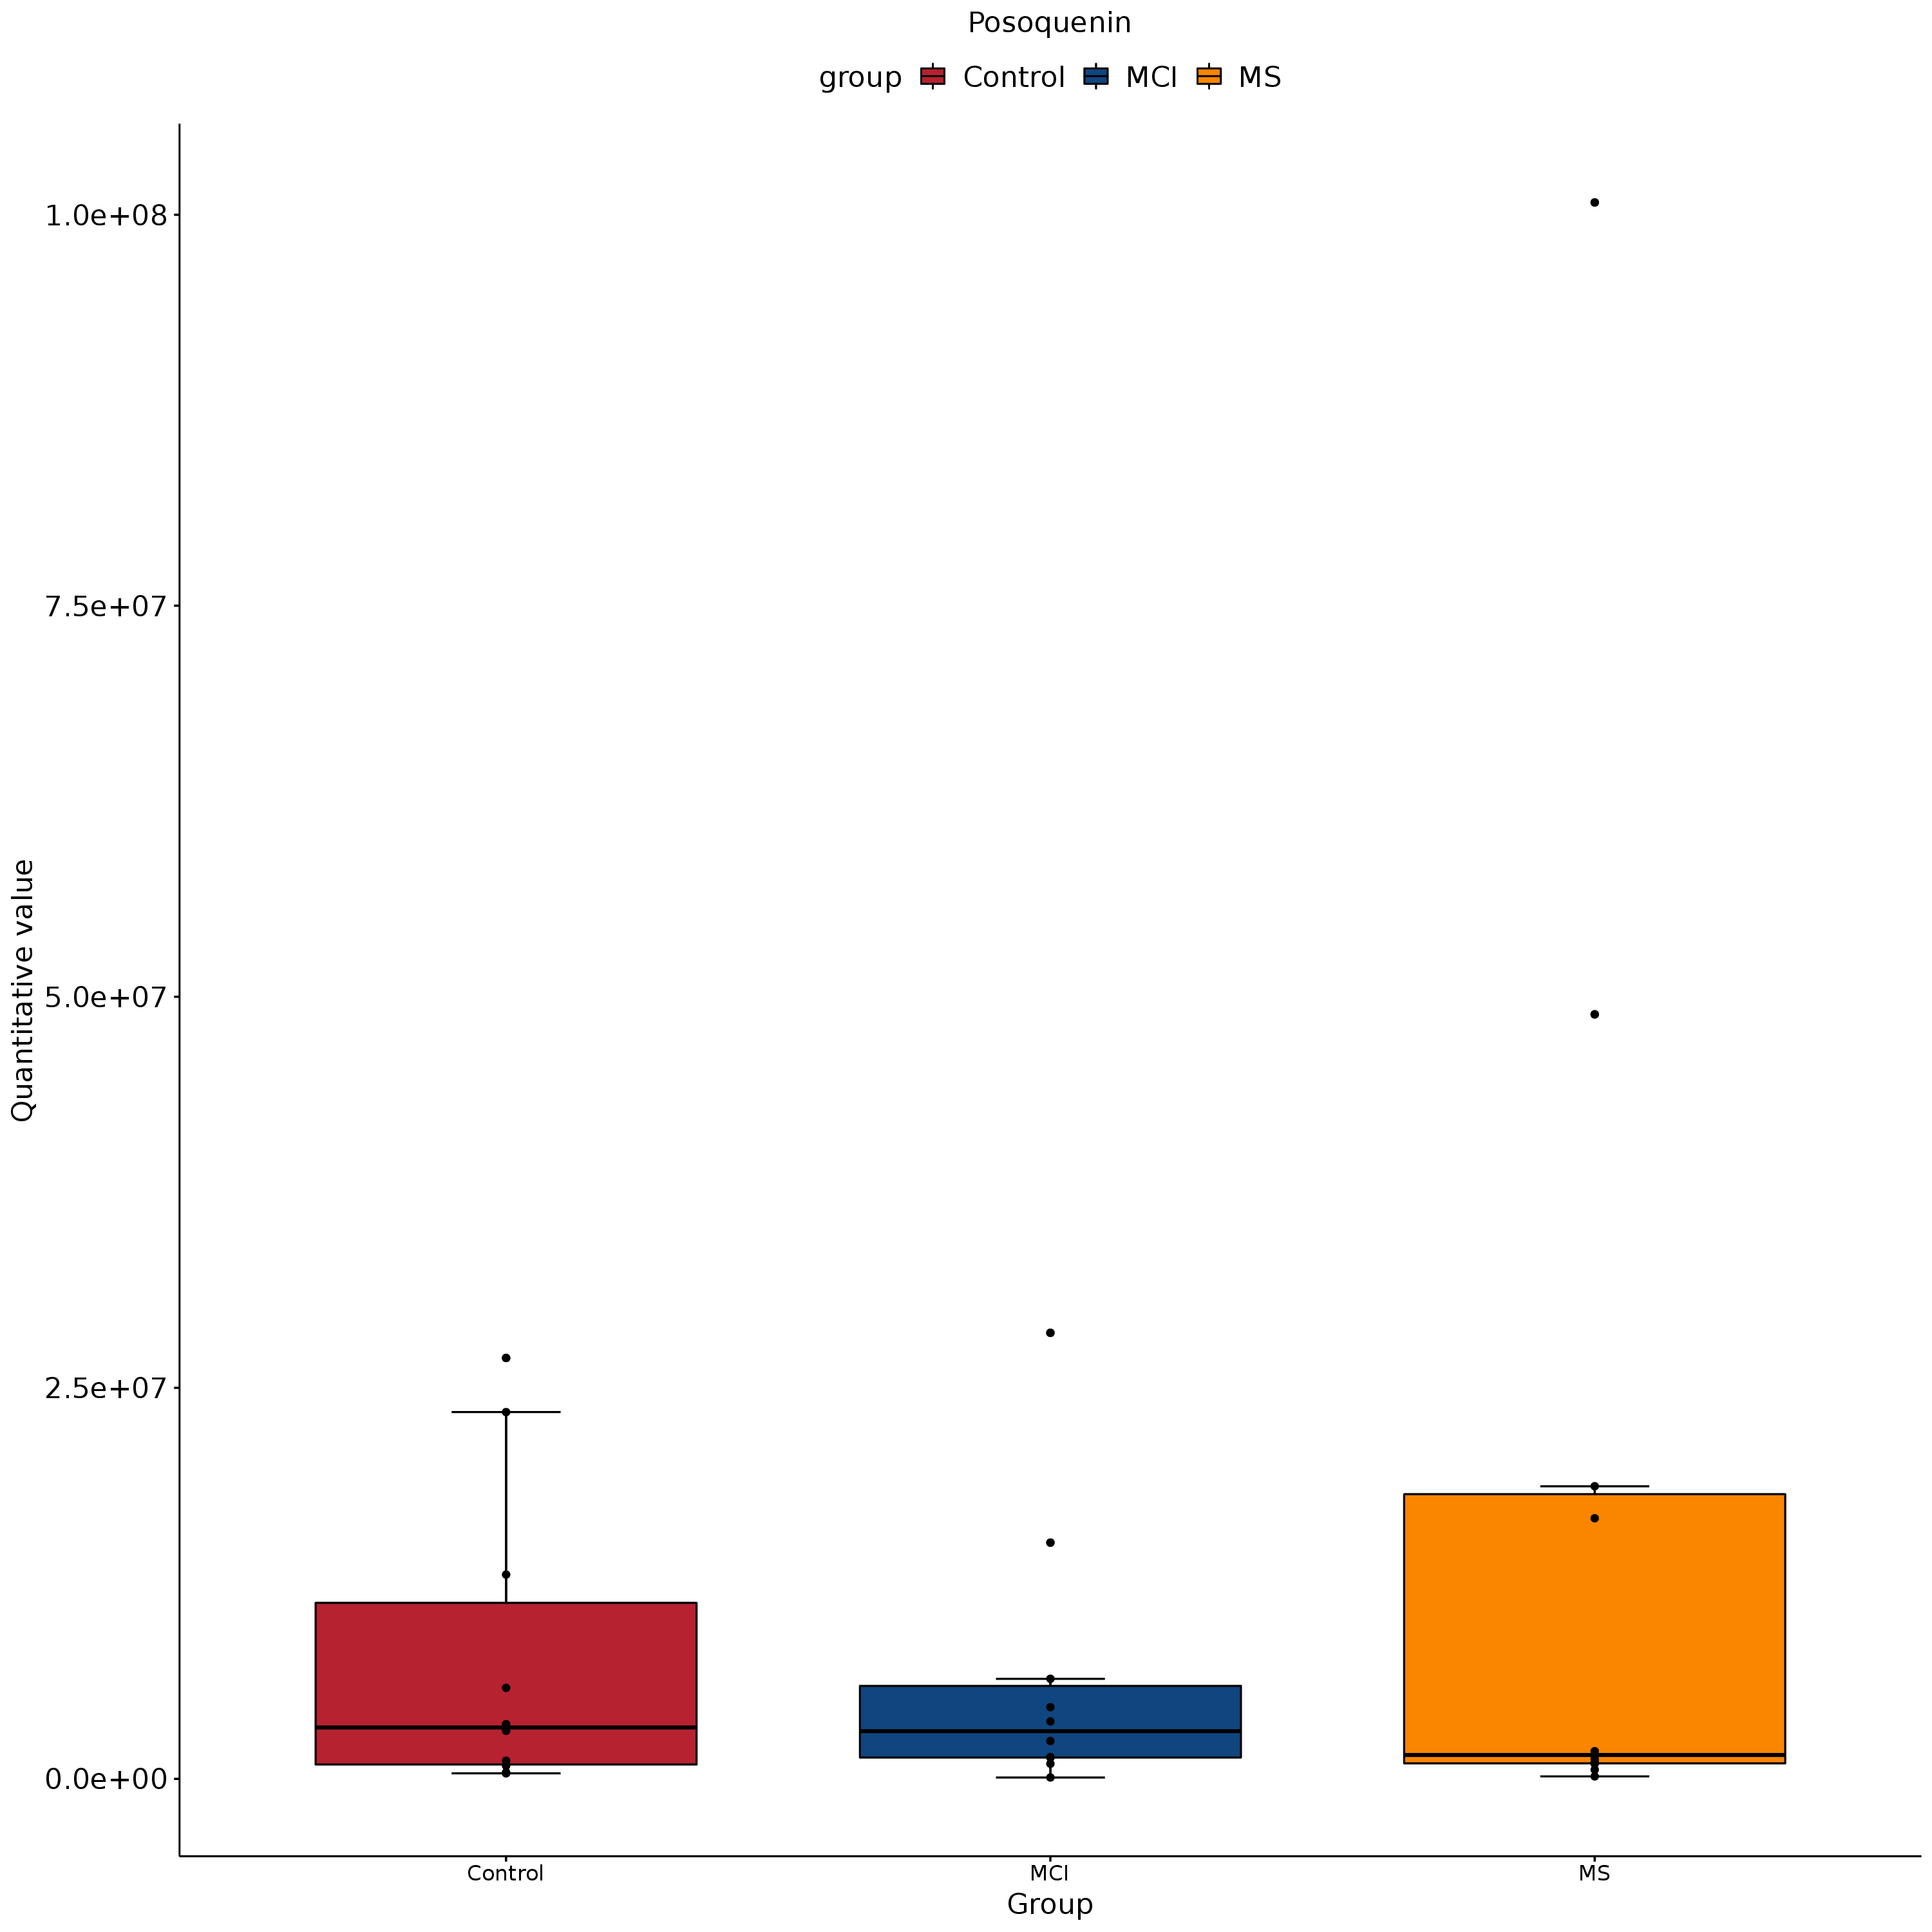 Posoquenin
group Control MCI MS
1.0e+08
7.5e+07
5.0e+07
2.5e+07
0.0e+00
Quantitative value
Control MCI MS
Group